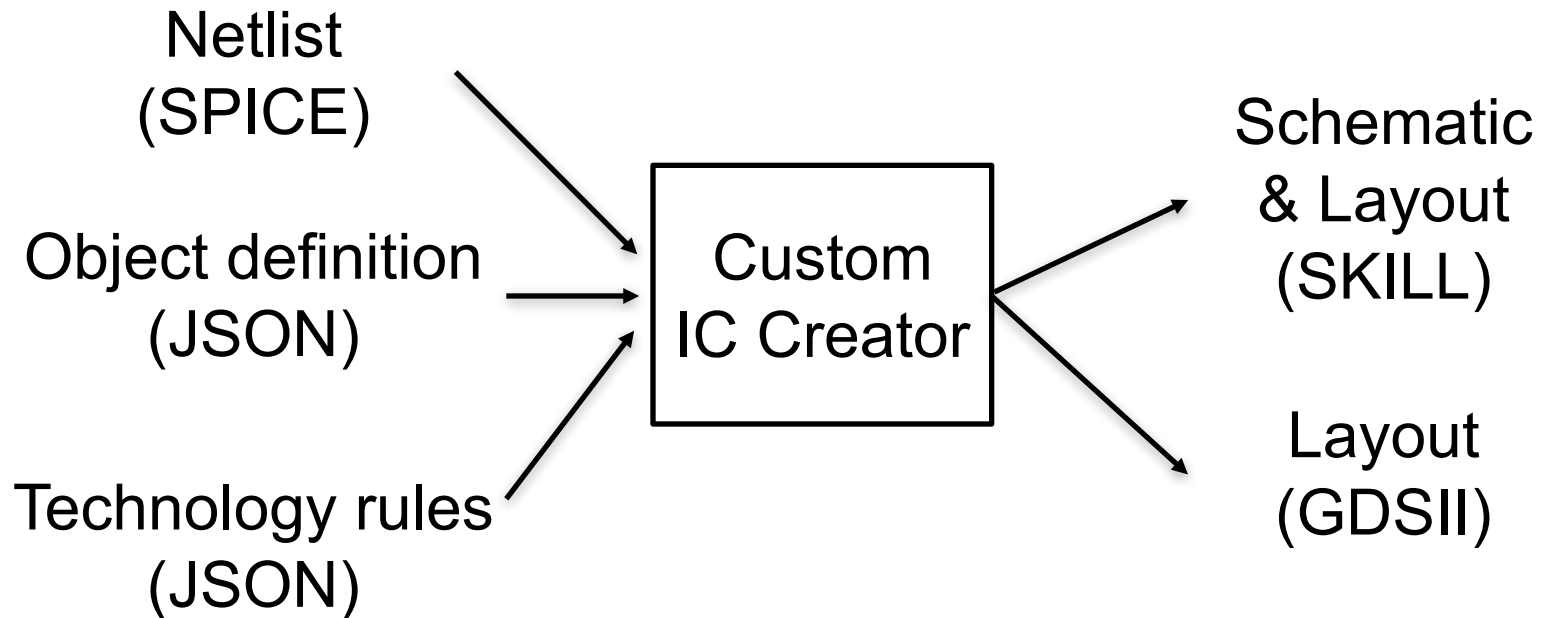 Netlist
(SPICE)
Object definition
(JSON)
Technology rules
(JSON)
Custom
IC Creator
Schematic
& Layout
(SKILL)
Layout
(GDSII)